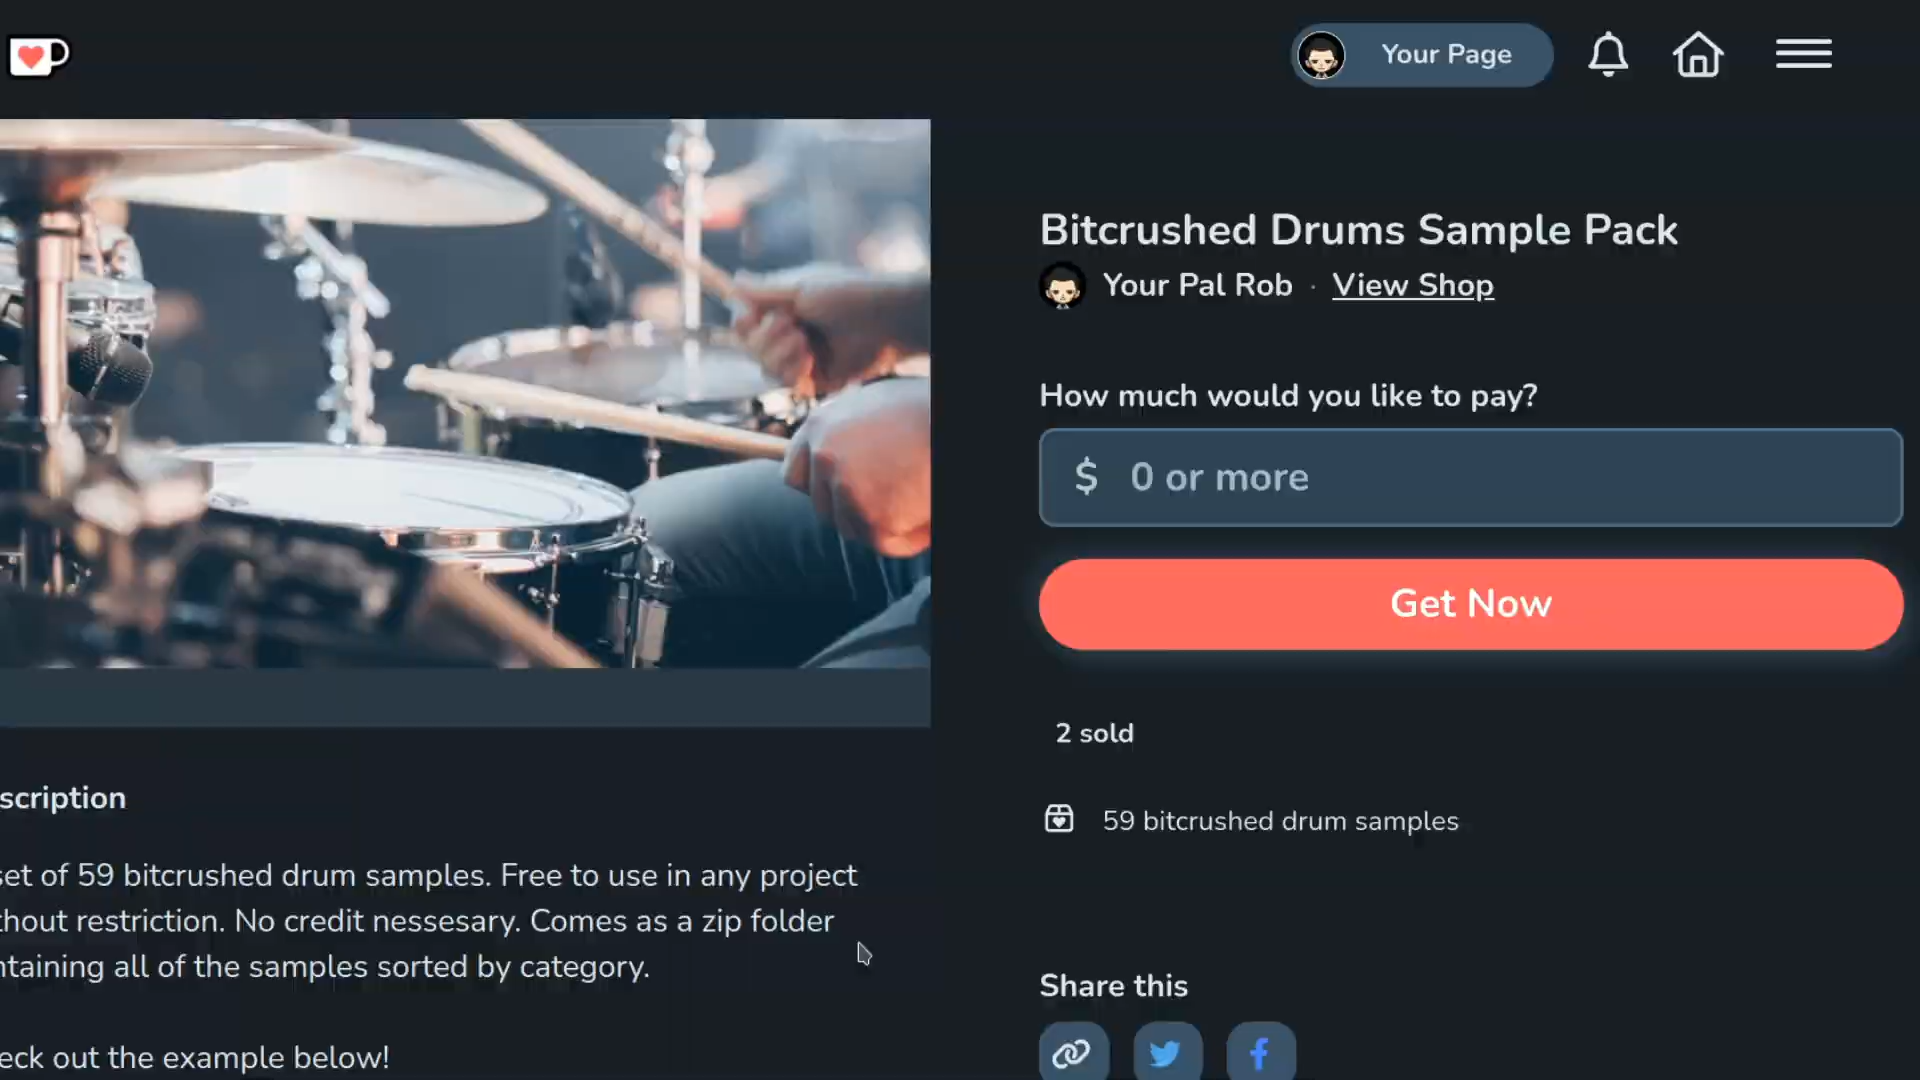 Your Page
Bitcrushed Drums Sample Pack
Your Pal Rob · View Shop
How much would you like to pay?
$ 0 or more
Get Now
2 sold
59 bitcrushed drum samples
Share this
scription
set of 59 bitcrushed drum samples. Free to use in any project
thout restriction. No credit nessesary. Comes as a zip folder
ntaining all of the samples sorted by category.
eck out the example below!